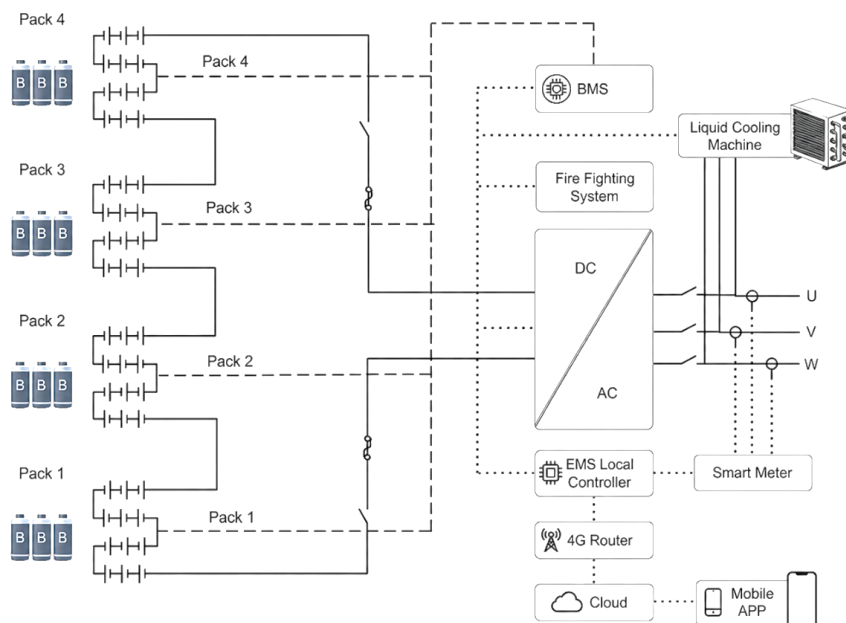 Pack 4
B B B
Pack 4
BMS
Liquid Cooling
Machine
Pack 3
B B B
Pack 3
Fire Fighting
System
DC
AC
U
V
W
Pack 2
B B B
Pack 2
Pack 1
B B B
Pack 1
EMS Local
Controller
Smart Meter
4G Router
Cloud
Mobile
APP